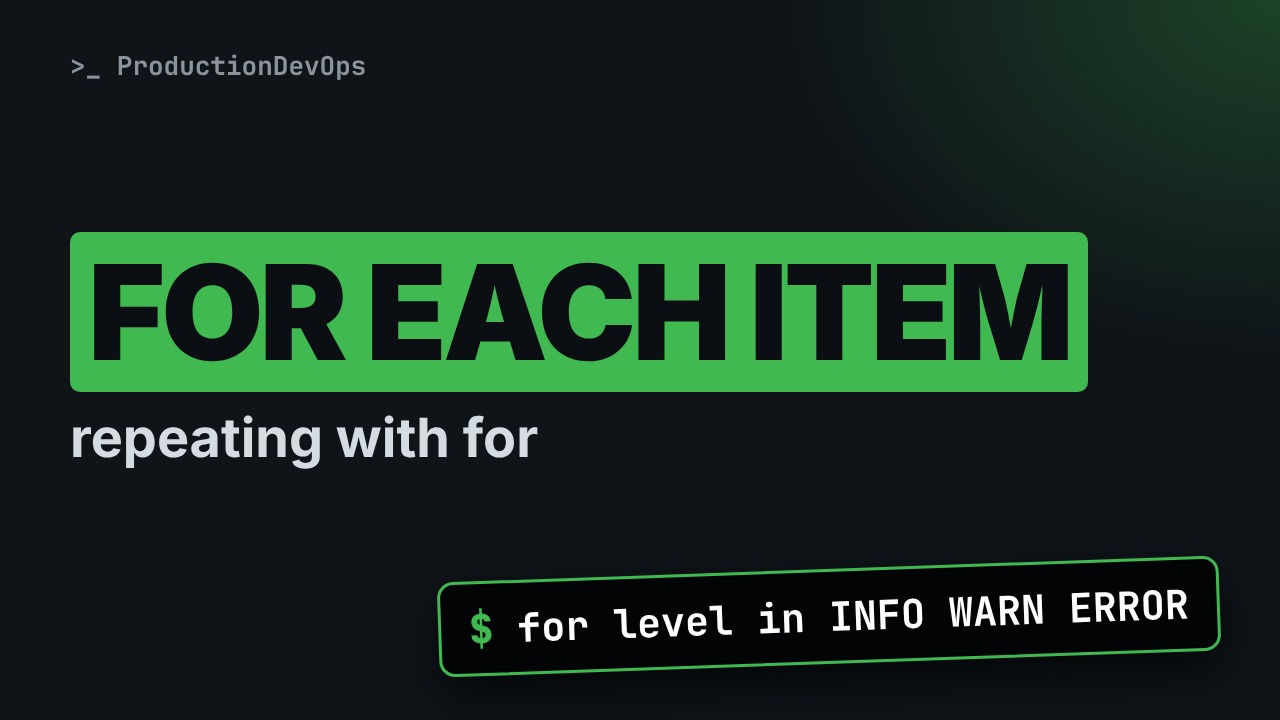 >_ ProductionDevOps
FOR EACH ITEM
repeating with for
$ for level in INFO WARN ERROR